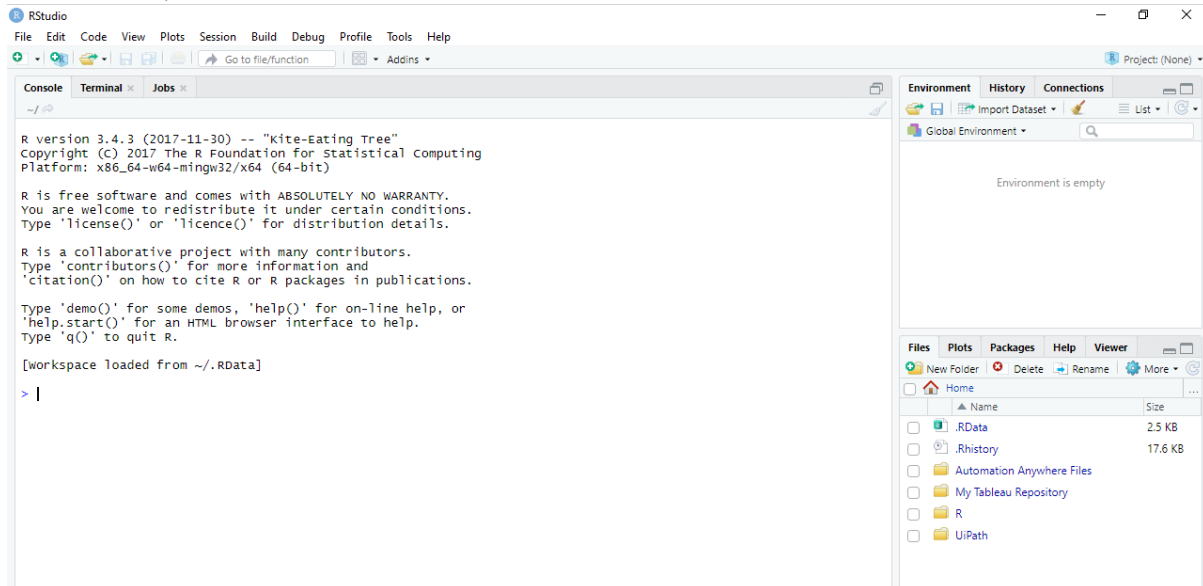 RStudio
File Edit Code View Plots Session Build Debug Profile Tools Help
Go to file/function Addins Project: (None)
Console Terminal Jobs
~/
R version 3.4.3 (2017-11-30) -- "Kite-Eating Tree"
Copyright (C) 2017 The R Foundation for Statistical Computing
Platform: x86_64-w64-mingw32/x64 (64-bit)
R is free software and comes with ABSOLUTELY NO WARRANTY.
You are welcome to redistribute it under certain conditions.
Type 'license()' or 'licence()' for distribution details.
R is a collaborative project with many contributors.
Type 'contributors()' for more information and
'citation()' on how to cite R or R packages in publications.
Type 'demo()' for some demos, 'help()' for on-line help, or
'help.start()' for an HTML browser interface to help.
Type 'q()' to quit R.
[Workspace loaded from ~/.RData]
>
Environment History Connections
Import Dataset List
Global Environment
Environment is empty
Files Plots Packages Help Viewer
New Folder Delete Rename More
Home ...
Name Size
.RData 2.5 KB
.Rhistory 17.6 KB
Automation Anywhere Files
My Tableau Repository
R
UiPath